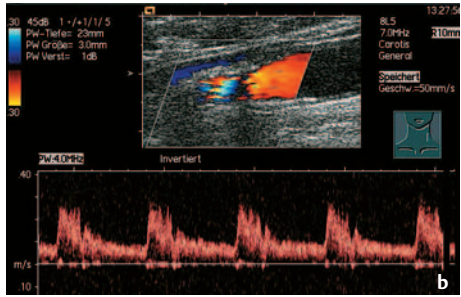 .30 45dB 1 ·/+1/1/ 5
PW-Tiefe= 23mm
PW Größe= 3.0mm
PW Verst= 1dB
.30
13:27:56
8L5
7.0MHz R10mm
Carotis
General
Speichert
Geschw.=50mm/s
PW:4.0MHz
Invertiert
.40
m/s
.10
b